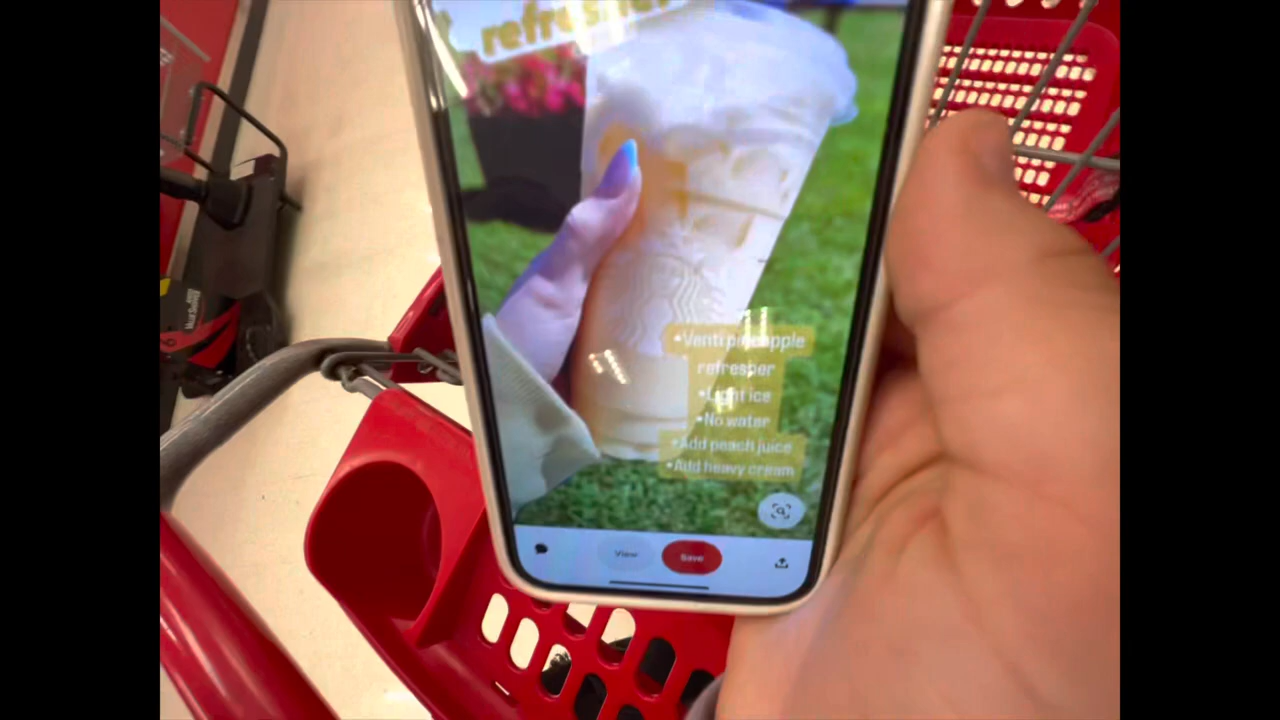 refresher
•Venti pineapple
refresher
•Light ice
•No water
•Add peach juice
•Add heavy cream
View
Save